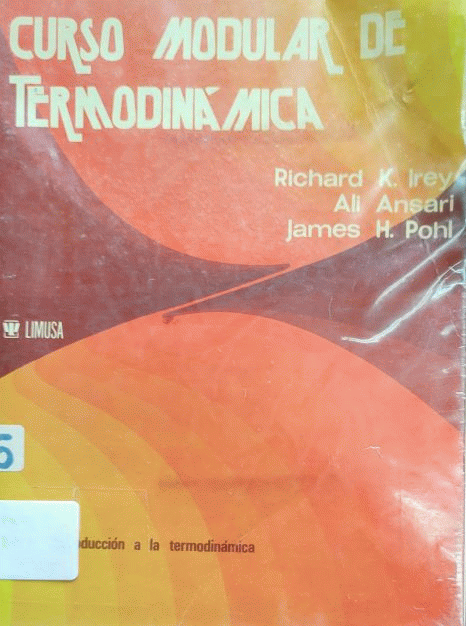 CURSO MODULAR DE
TERMODINÁMICA
Richard K. Irey
Ali Ansari
James H. Pohl
LIMUSA
6
oducción a la termodinámica